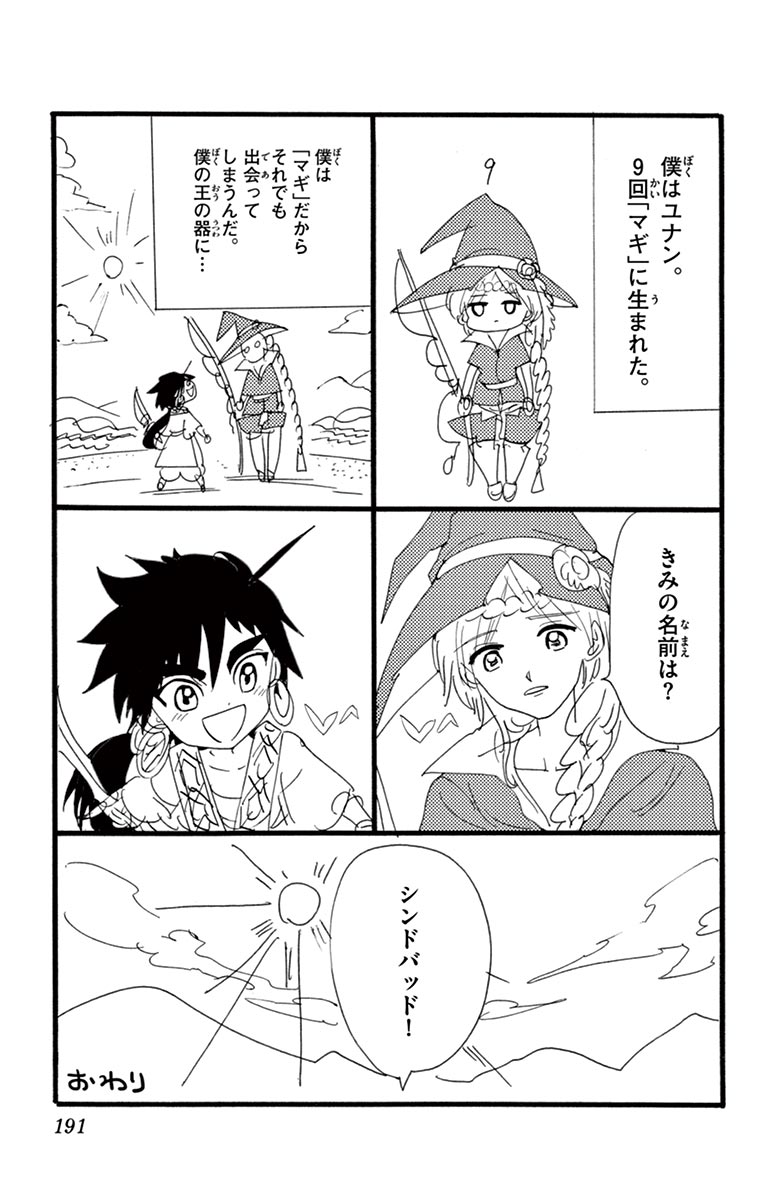 僕はユナン。
9回「マギ」に生まれた。
9
僕は
「マギ」だから
それでも
出会って
しまうんだ。
僕の王の器に…
きみの名前は?
シンドバッド!
おわり
191